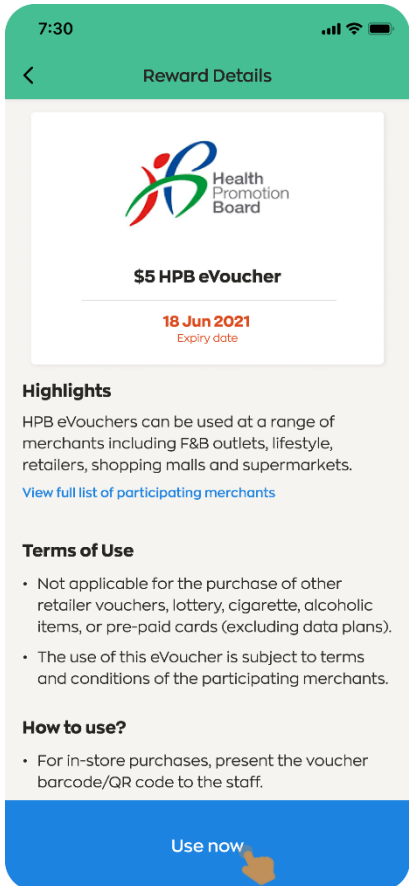 7:30
Reward Details
Health
Promotion
Board
$5 HPB eVoucher
18 Jun 2021
Expiry date
Highlights
HPB eVouchers can be used at a range of
merchants including F&B outlets, lifestyle,
retailers, shopping malls and supermarkets.
View full list of participating merchants
Terms of Use
• Not applicable for the purchase of other
retailer vouchers, lottery, cigarette, alcoholic
items, or pre-paid cards (excluding data plans).
• The use of this eVoucher is subject to terms
and conditions of the participating merchants.
How to use?
• For in-store purchases, present the voucher
barcode/QR code to the staff.
Use now